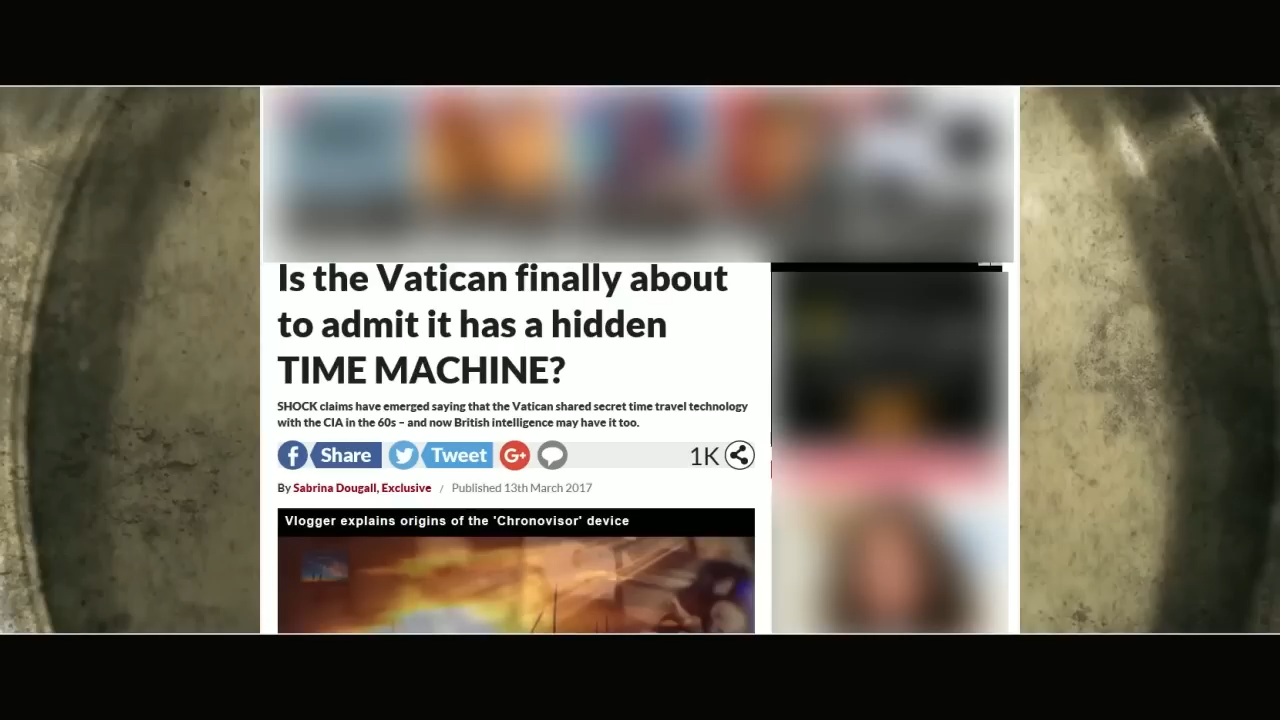 Is the Vatican finally about
to admit it has a hidden
TIME MACHINE?
SHOCK claims have emerged saying that the Vatican shared secret time travel technology
with the CIA in the 60s – and now British intelligence may have it too.
f Share Tweet G+ 1K
By Sabrina Dougall, Exclusive / Published 13th March 2017
Vlogger explains origins of the 'Chronovisor' device